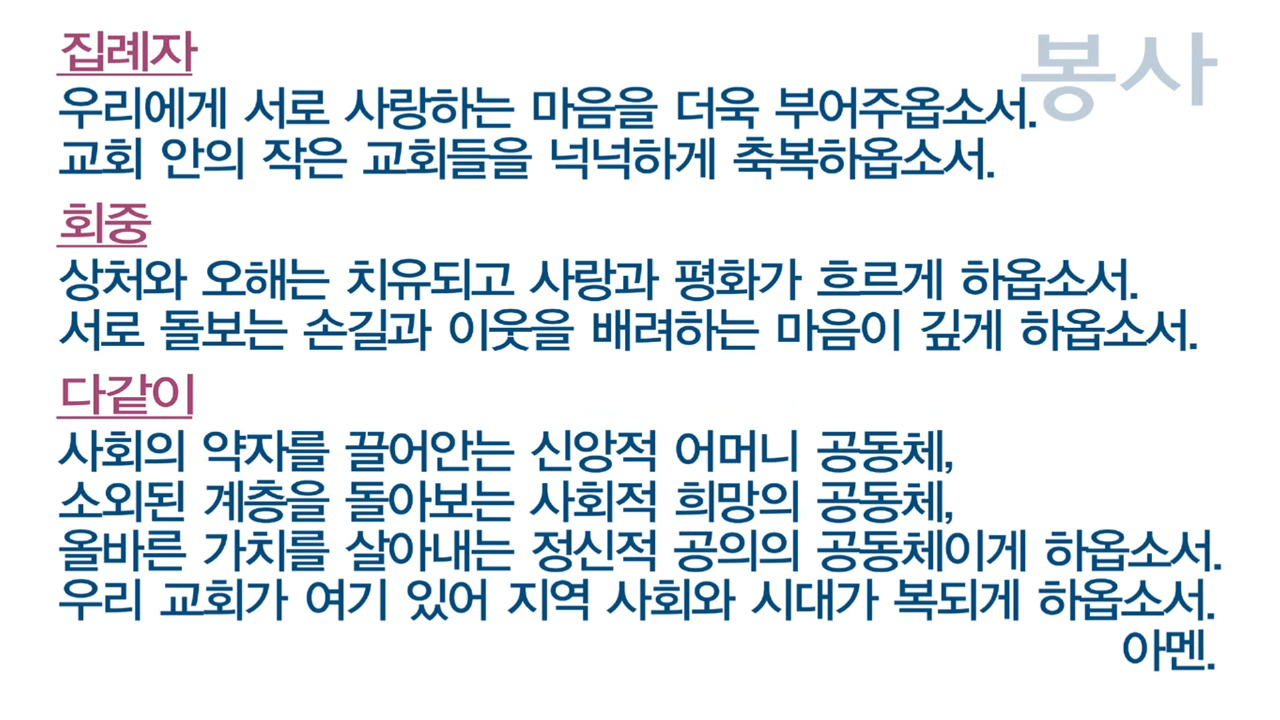 봉사
집례자
우리에게 서로 사랑하는 마음을 더욱 부어주옵소서.
교회 안의 작은 교회들을 넉넉하게 축복하옵소서.
회중
상처와 오해는 치유되고 사랑과 평화가 흐르게 하옵소서.
서로 돌보는 손길과 이웃을 배려하는 마음이 깊게 하옵소서.
다같이
사회의 약자를 끌어안는 신앙적 어머니 공동체,
소외된 계층을 돌아보는 사회적 희망의 공동체,
올바른 가치를 살아내는 정신적 공의의 공동체이게 하옵소서.
우리 교회가 여기 있어 지역 사회와 시대가 복되게 하옵소서.
아멘.